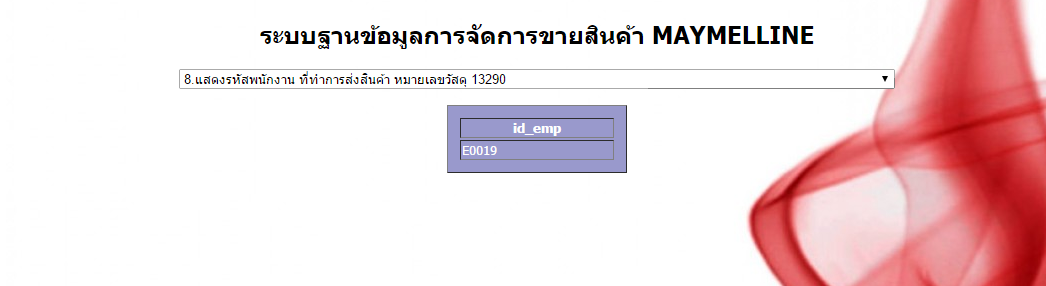 ระบบฐานข้อมูลการจัดการขายสินค้า MAYMELLINE
8.แสดงรหัสพนักงาน ที่ทำการส่งสินค้า หมายเลขวัสดุ 13290
id_emp
E0019